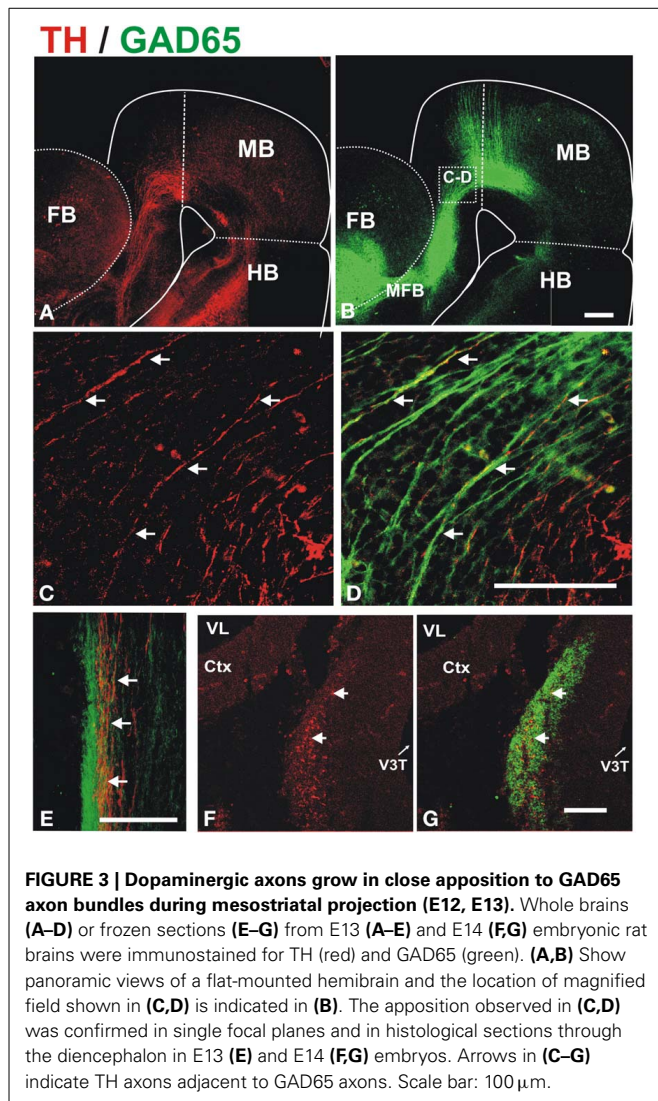 TH / GAD65
MB
FB
HB
A
C-D
MB
FB
MFB
HB
B
C
D
E
VL
Ctx
V3T
F
VL
Ctx
V3T
G
FIGURE 3 | Dopaminergic axons grow in close apposition to GAD65
axon bundles during mesostriatal projection (E12, E13). Whole brains
(A–D) or frozen sections (E–G) from E13 (A–E) and E14 (F,G) embryonic rat
brains were immunostained for TH (red) and GAD65 (green). (A,B) Show
panoramic views of a flat-mounted hemibrain and the location of magnified
field shown in (C,D) is indicated in (B). The apposition observed in (C,D)
was confirmed in single focal planes and in histological sections through
the diencephalon in E13 (E) and E14 (F,G) embryos. Arrows in (C–G)
indicate TH axons adjacent to GAD65 axons. Scale bar: 100 μm.